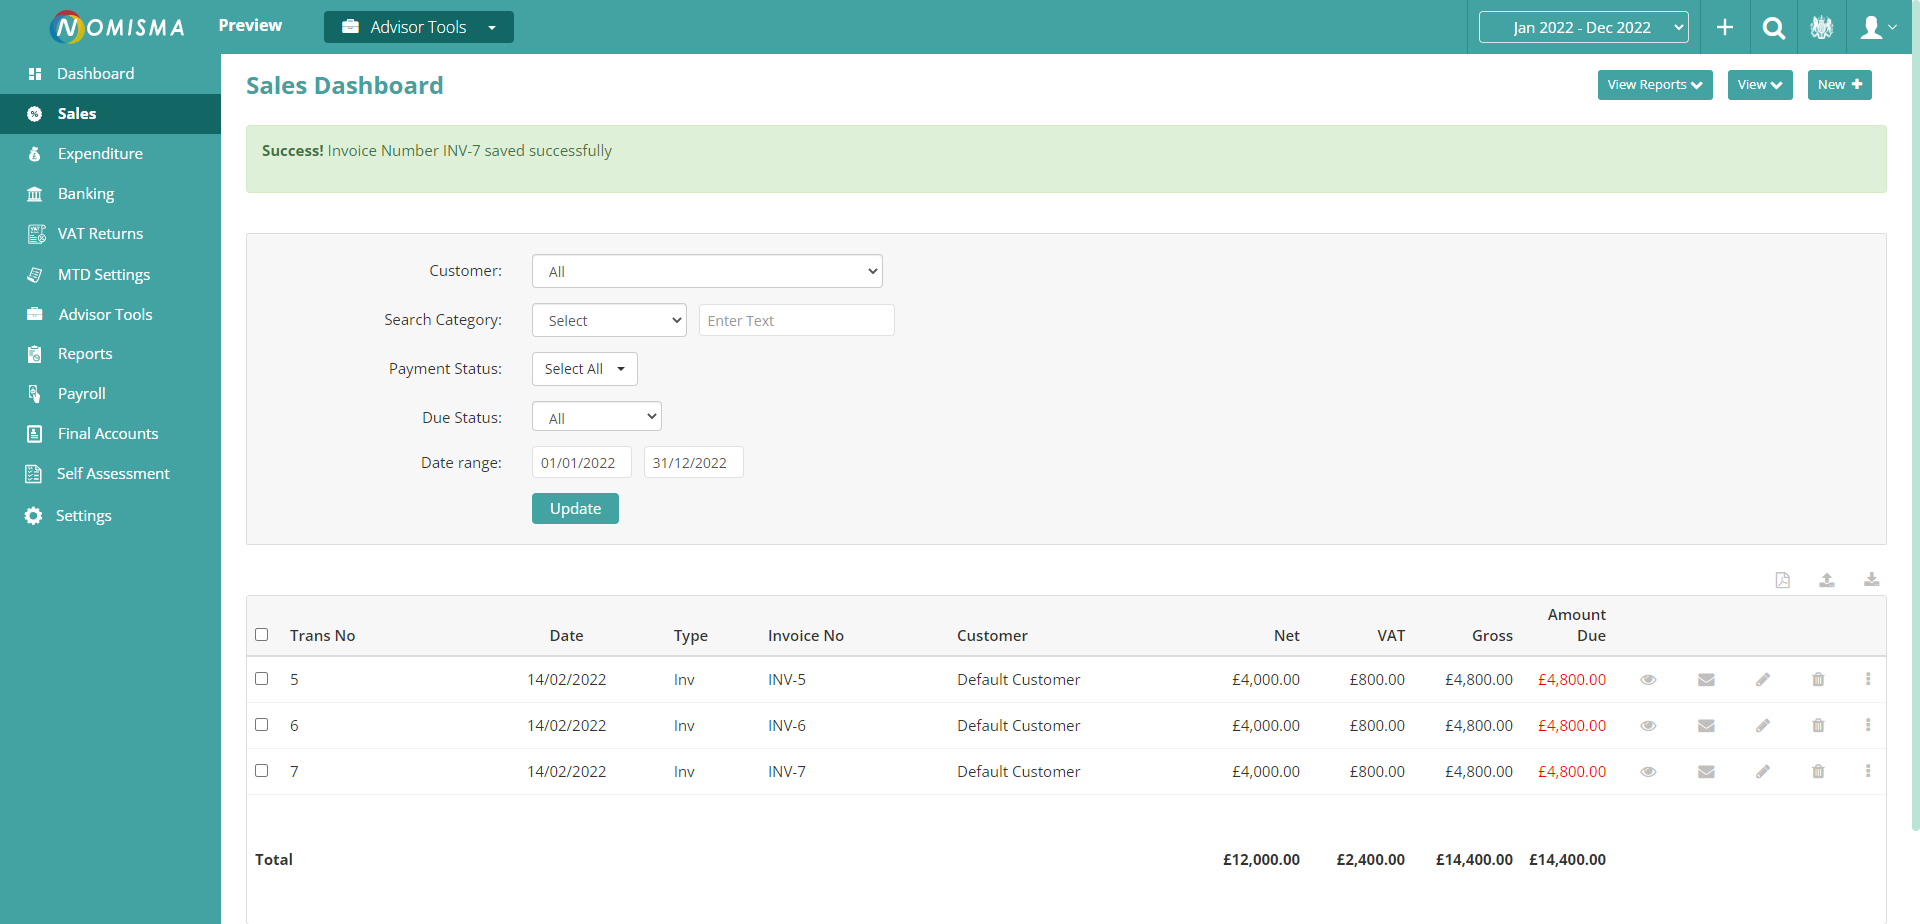 NOMISMA
Preview
Advisor Tools
Jan 2022 - Dec 2022
Dashboard
Sales
Expenditure
Banking
VAT Returns
MTD Settings
Advisor Tools
Reports
Payroll
Final Accounts
Self Assessment
Settings
Sales Dashboard
View Reports
View
New
Success! Invoice Number INV-7 saved successfully
Customer: All
Search Category: Select Enter Text
Payment Status: Select All
Due Status: All
Date range: 01/01/2022 31/12/2022
Update
Trans No Date Type Invoice No Customer Net VAT Gross Amount Due
5 14/02/2022 Inv INV-5 Default Customer £4,000.00 £800.00 £4,800.00 £4,800.00
6 14/02/2022 Inv INV-6 Default Customer £4,000.00 £800.00 £4,800.00 £4,800.00
7 14/02/2022 Inv INV-7 Default Customer £4,000.00 £800.00 £4,800.00 £4,800.00
Total £12,000.00 £2,400.00 £14,400.00 £14,400.00